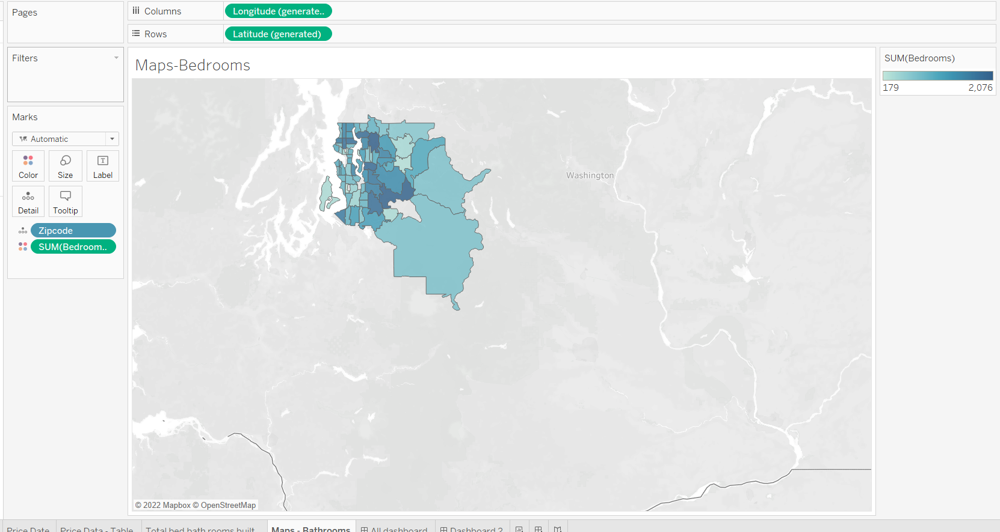 Pages
Columns
Longitude (generate..
Rows
Latitude (generated)
Filters
Maps-Bedrooms
SUM(Bedrooms)
179 2,076
Marks
Automatic
Color Size Label
T
Detail Tooltip
Zipcode
SUM(Bedroom..
Washington
© 2022 Mapbox © OpenStreetMap
Price Date Price Data - Table Total bed bath rooms built Maps - Bathrooms All dashboard Dashboard 2